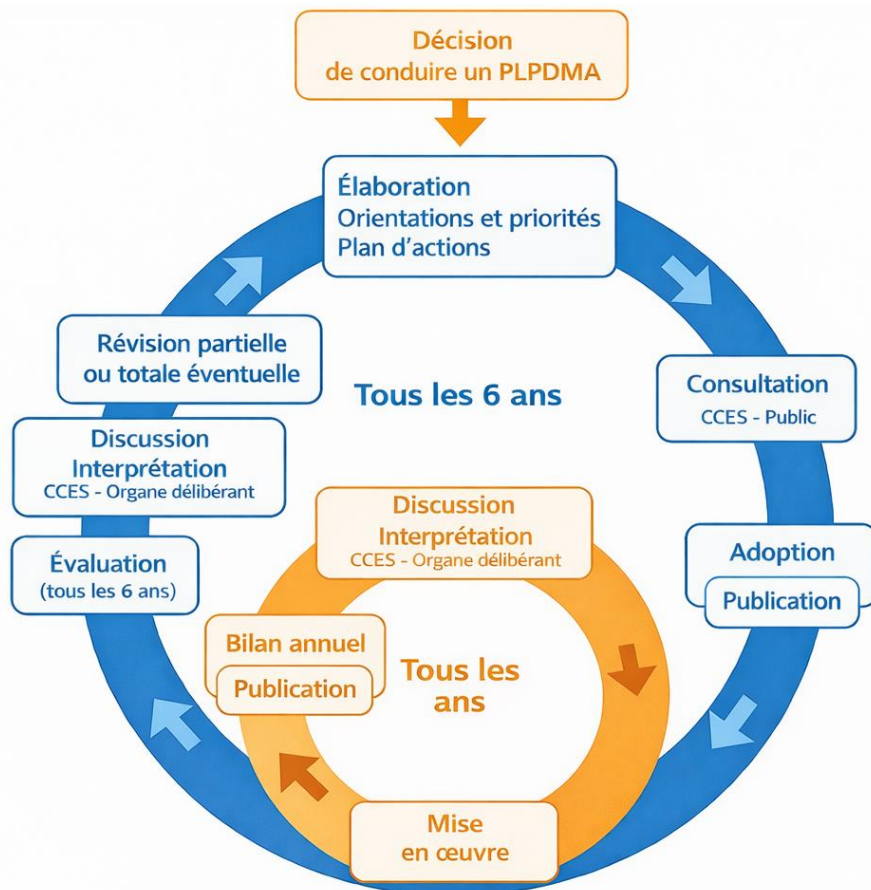 Décision
de conduire un PLPDMA
Élaboration
Orientations et priorités
Plan d’actions
Révision partielle
ou totale éventuelle
Tous les 6 ans
Consultation
CCES - Public
Discussion
Interprétation
CCES - Organe délibérant
Discussion
Interprétation
CCES - Organe délibérant
Évaluation
(tous les 6 ans)
Adoption
Publication
Bilan annuel
Publication
Tous les
ans
Mise
en œuvre